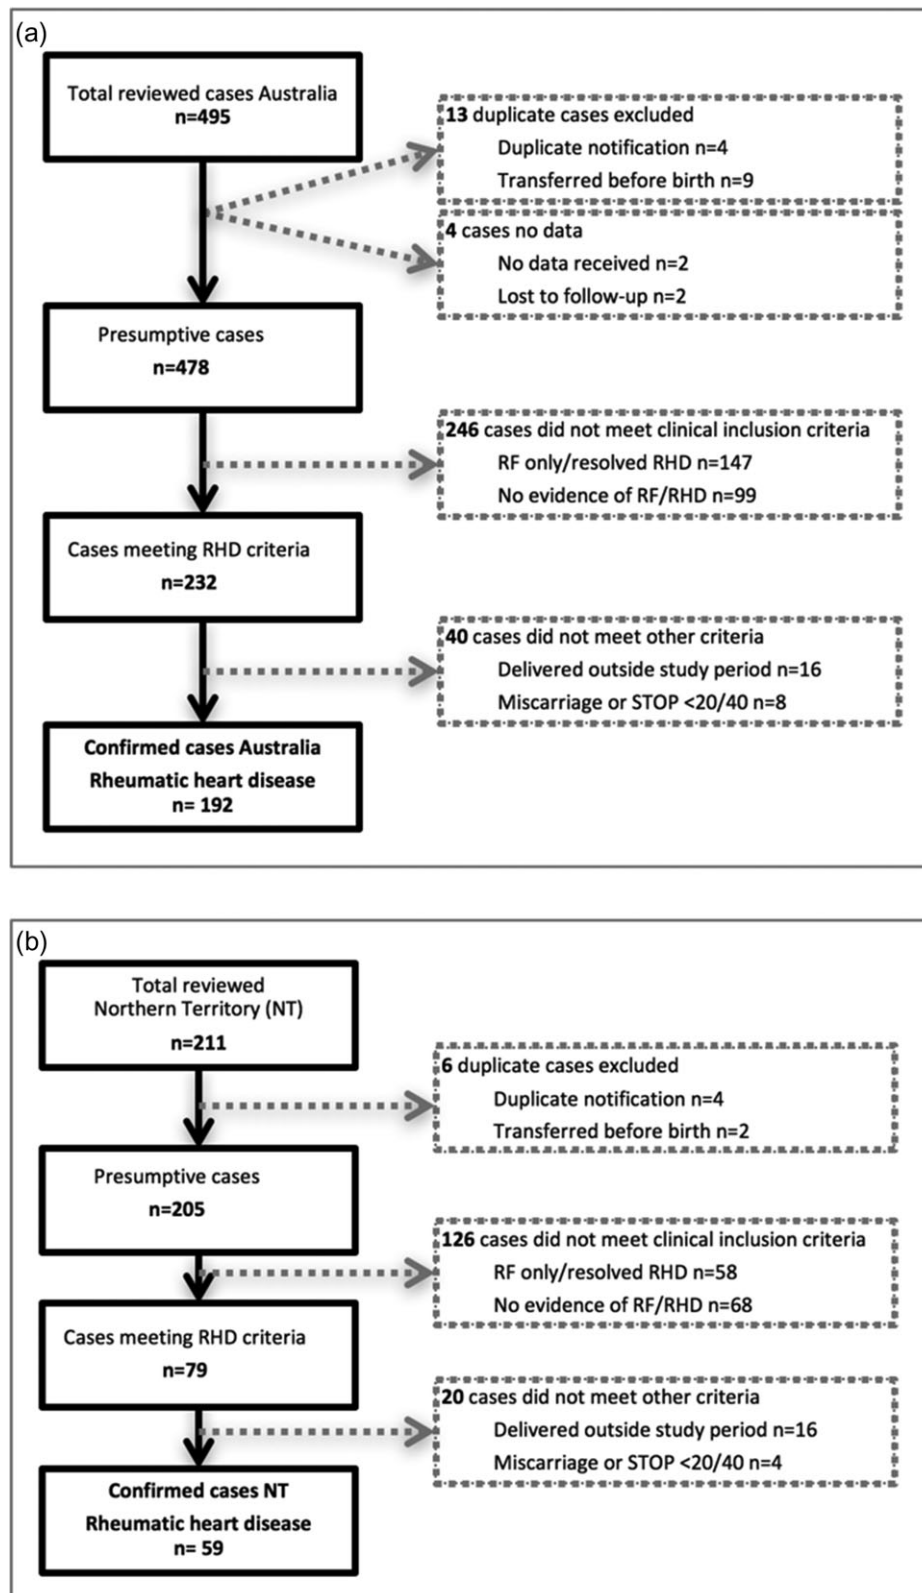 (a)
Total reviewed cases Australia
n=495
13 duplicate cases excluded
Duplicate notification n=4
Transferred before birth n=9
4 cases no data
No data received n=2
Lost to follow-up n=2
Presumptive cases
n=478
246 cases did not meet clinical inclusion criteria
RF only/resolved RHD n=147
No evidence of RF/RHD n=99
Cases meeting RHD criteria
n=232
40 cases did not meet other criteria
Delivered outside study period n=16
Miscarriage or STOP <20/40 n=8
Confirmed cases Australia
Rheumatic heart disease
n= 192
(b)
Total reviewed
Northern Territory (NT)
n=211
6 duplicate cases excluded
Duplicate notification n=4
Transferred before birth n=2
Presumptive cases
n=205
126 cases did not meet clinical inclusion criteria
RF only/resolved RHD n=58
No evidence of RF/RHD n=68
Cases meeting RHD criteria
n=79
20 cases did not meet other criteria
Delivered outside study period n=16
Miscarriage or STOP <20/40 n=4
Confirmed cases NT
Rheumatic heart disease
n= 59